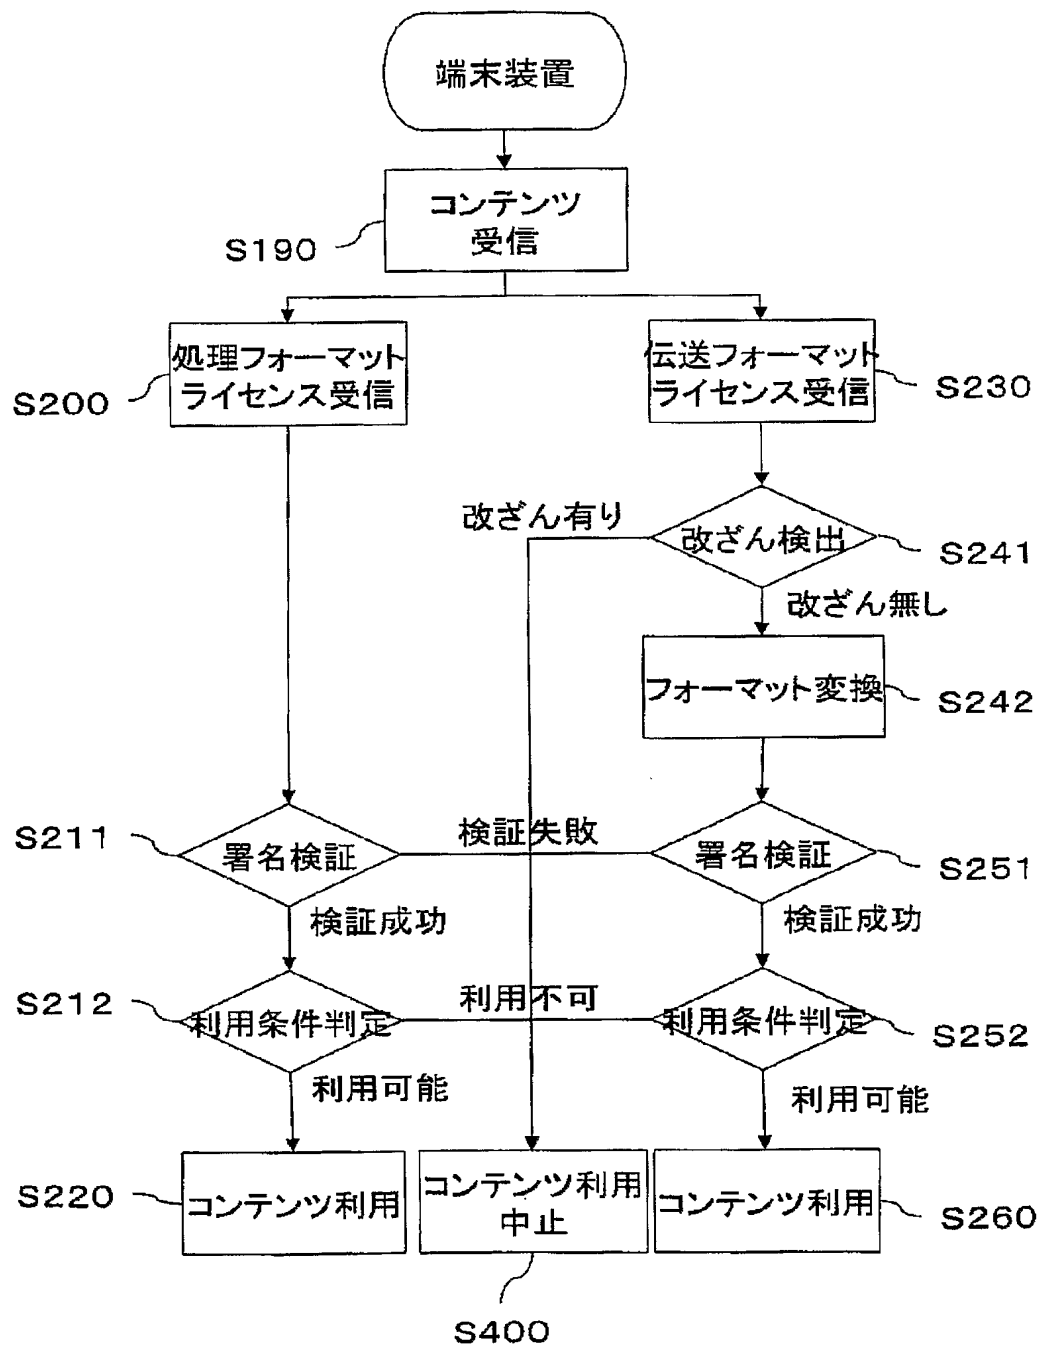 端末装置
コンテンツ
受信
S190
処理フォーマット
ライセンス受信
S200
伝送フォーマット
ライセンス受信
S230
改ざん有り
改ざん検出
S241
改ざん無し
フォーマット変換
S242
S211
署名検証
検証失敗
署名検証
S251
検証成功
検証成功
S212
利用条件判定
利用不可
利用条件判定
S252
利用可能
利用可能
S220
コンテンツ利用
コンテンツ利用
中止
コンテンツ利用
S260
S400